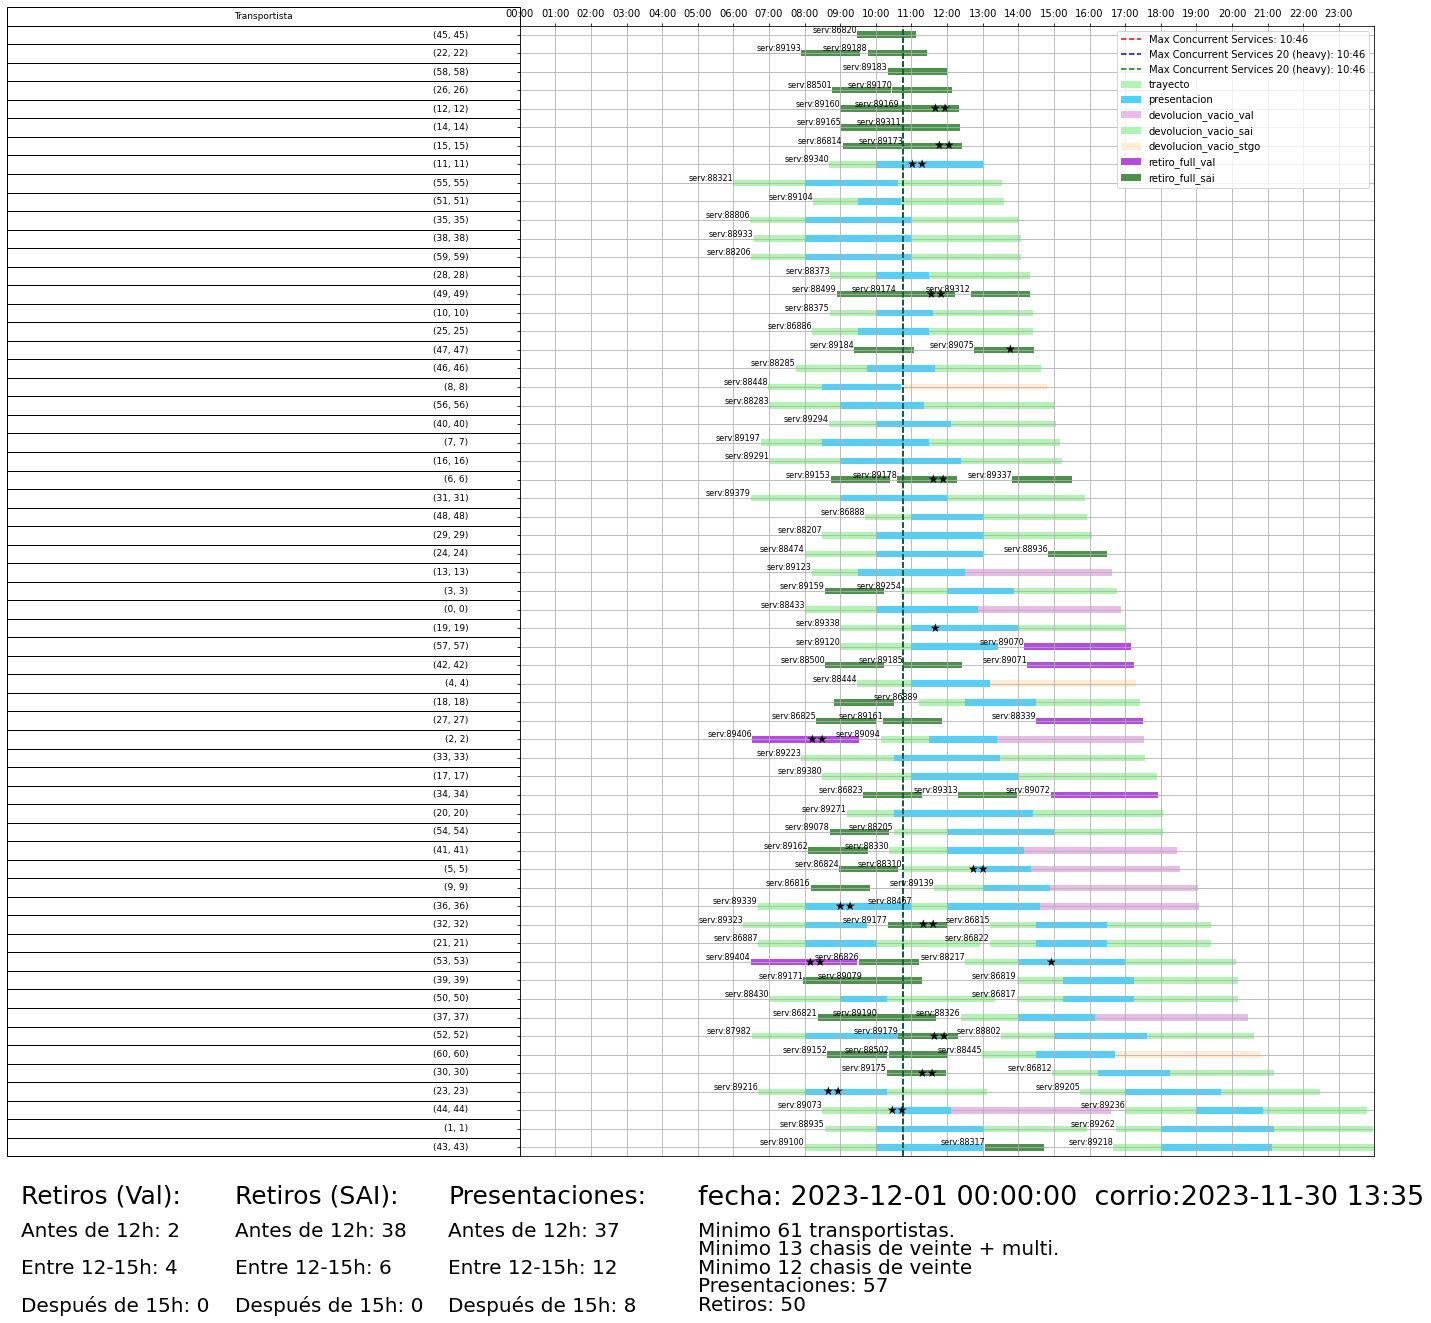 Transportista
00:00 01:00 02:00 03:00 04:00 05:00 06:00 07:00 08:00 09:00 10:00 11:00 12:00 13:00 14:00 15:00 16:00 17:00 18:00 19:00 20:00 21:00 22:00 23:00
Max Concurrent Services: 10:46
Max Concurrent Services 20 (heavy): 10:46
Max Concurrent Services 20 (heavy): 10:46
trayecto
presentacion
devolucion_vacio_val
devolucion_vacio_sai
devolucion_vacio_stgo
retiro_full_val
retiro_full_sai
(45, 45) serv:86820
(22, 22) serv:89193 serv:89188
(58, 58) serv:89183
(26, 26) serv:88501 serv:89170
(12, 12) serv:89160 serv:89169
(14, 14) serv:89165 serv:89311
(15, 15) serv:86814 serv:89173
(11, 11) serv:89340
(55, 55) serv:88321
(51, 51) serv:89104
(35, 35) serv:88806
(38, 38) serv:88933
(59, 59) serv:88206
(28, 28) serv:88373
(49, 49) serv:88499 serv:89174 serv:89312
(10, 10) serv:88375
(25, 25) serv:86886
(47, 47) serv:89184 serv:89075
(46, 46) serv:88285
(8, 8) serv:88448
(56, 56) serv:88283
(40, 40) serv:89294
(7, 7) serv:89197
(16, 16) serv:89291
(6, 6) serv:89153 serv:89178 serv:89337
(31, 31) serv:89379
(48, 48) serv:86888
(29, 29) serv:88207
(24, 24) serv:88474 serv:88936
(13, 13) serv:89123
(3, 3) serv:89159 serv:89254
(0, 0) serv:88433
(19, 19) serv:89338
(57, 57) serv:89120 serv:89070
(42, 42) serv:88500 serv:89185 serv:89071
(4, 4) serv:88444
(18, 18) serv:86889
(27, 27) serv:86825 serv:89161 serv:88339
(2, 2) serv:89406 serv:89094
(33, 33) serv:89223
(17, 17) serv:89380
(34, 34) serv:86823 serv:89313 serv:89072
(20, 20) serv:89271
(54, 54) serv:89078 serv:88205
(41, 41) serv:89162 serv:88330
(5, 5) serv:86824 serv:88310
(9, 9) serv:86816 serv:89139
(36, 36) serv:89339 serv:88467
(32, 32) serv:89323 serv:89177 serv:86815
(21, 21) serv:86887 serv:86822
(53, 53) serv:89404 serv:86826 serv:88217
(39, 39) serv:89171 serv:89079 serv:86819
(50, 50) serv:88430 serv:86817
(37, 37) serv:86821 serv:89190 serv:88326
(52, 52) serv:87982 serv:89179 serv:88802
(60, 60) serv:89152 serv:88502 serv:88445
(30, 30) serv:89175 serv:86812
(23, 23) serv:89216 serv:89205
(44, 44) serv:89073 serv:89236
(1, 1) serv:88935 serv:89262
(43, 43) serv:89100 serv:88317 serv:89218
Retiros (Val):
Antes de 12h: 2
Entre 12-15h: 4
Después de 15h: 0
Retiros (SAI):
Antes de 12h: 38
Entre 12-15h: 6
Después de 15h: 0
Presentaciones:
Antes de 12h: 37
Entre 12-15h: 12
Después de 15h: 8
fecha: 2023-12-01 00:00:00 corrio:2023-11-30 13:35
Minimo 61 transportistas.
Minimo 13 chasis de veinte + multi.
Minimo 12 chasis de veinte
Presentaciones: 57
Retiros: 50